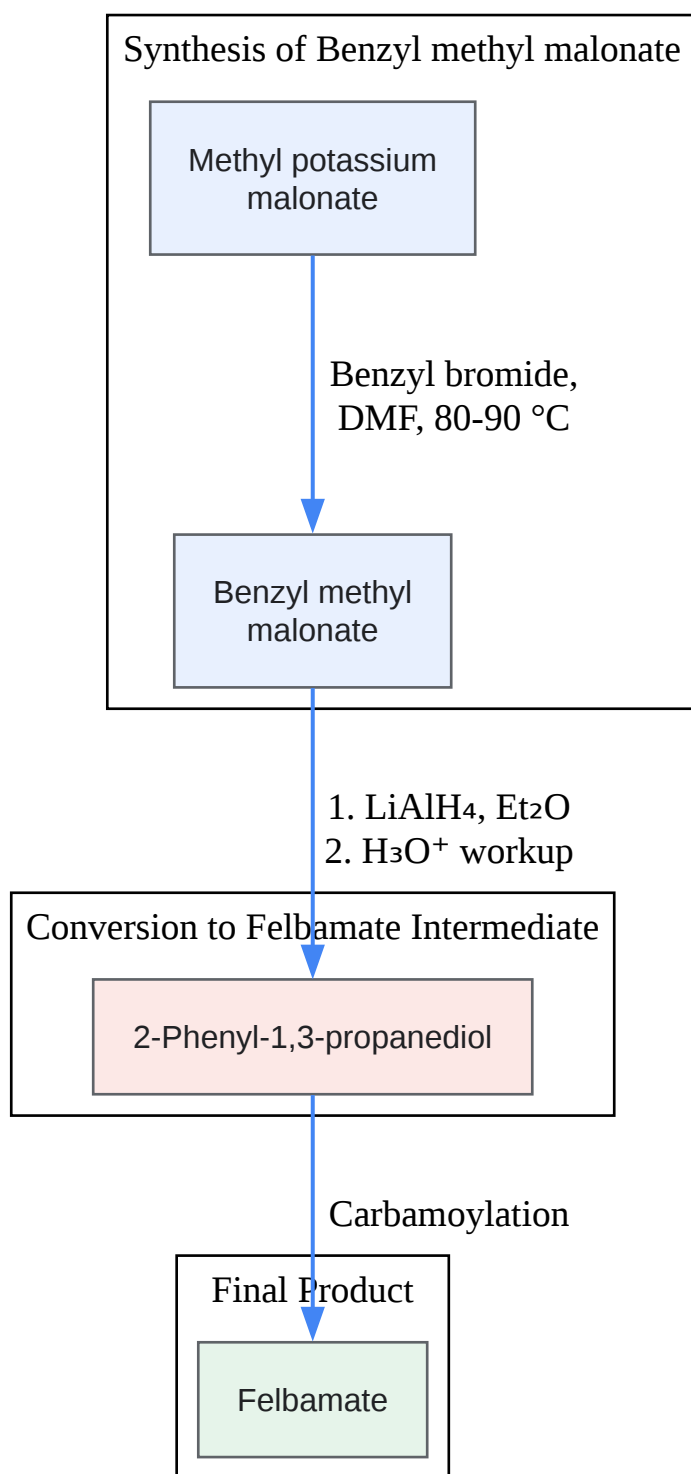 Synthesis of Benzyl methyl malonate
Methyl potassium
malonate
Benzyl bromide,
DMF, 80-90 °C
Benzyl methyl
malonate
1. LiAlH₄, Et₂O
2. H₃O⁺ workup
Conversion to Felbamate Intermediate
2-Phenyl-1,3-propanediol
Carbamoylation
Final Product
Felbamate